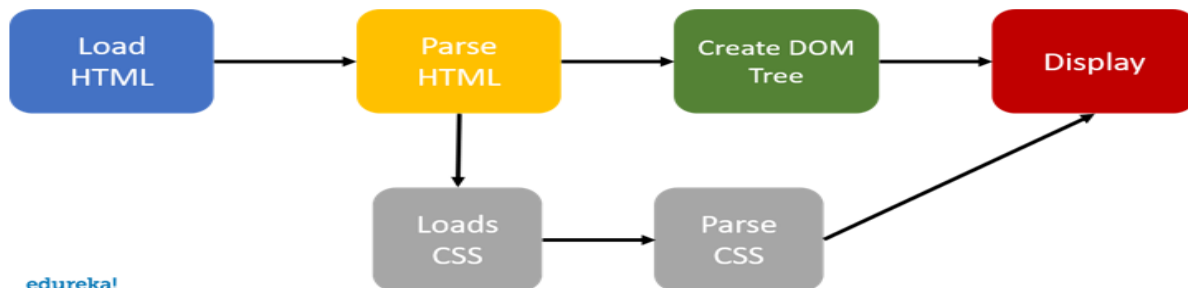 Load
HTML
Parse
HTML
Create DOM
Tree
Display
Loads
CSS
Parse
CSS
edureka!